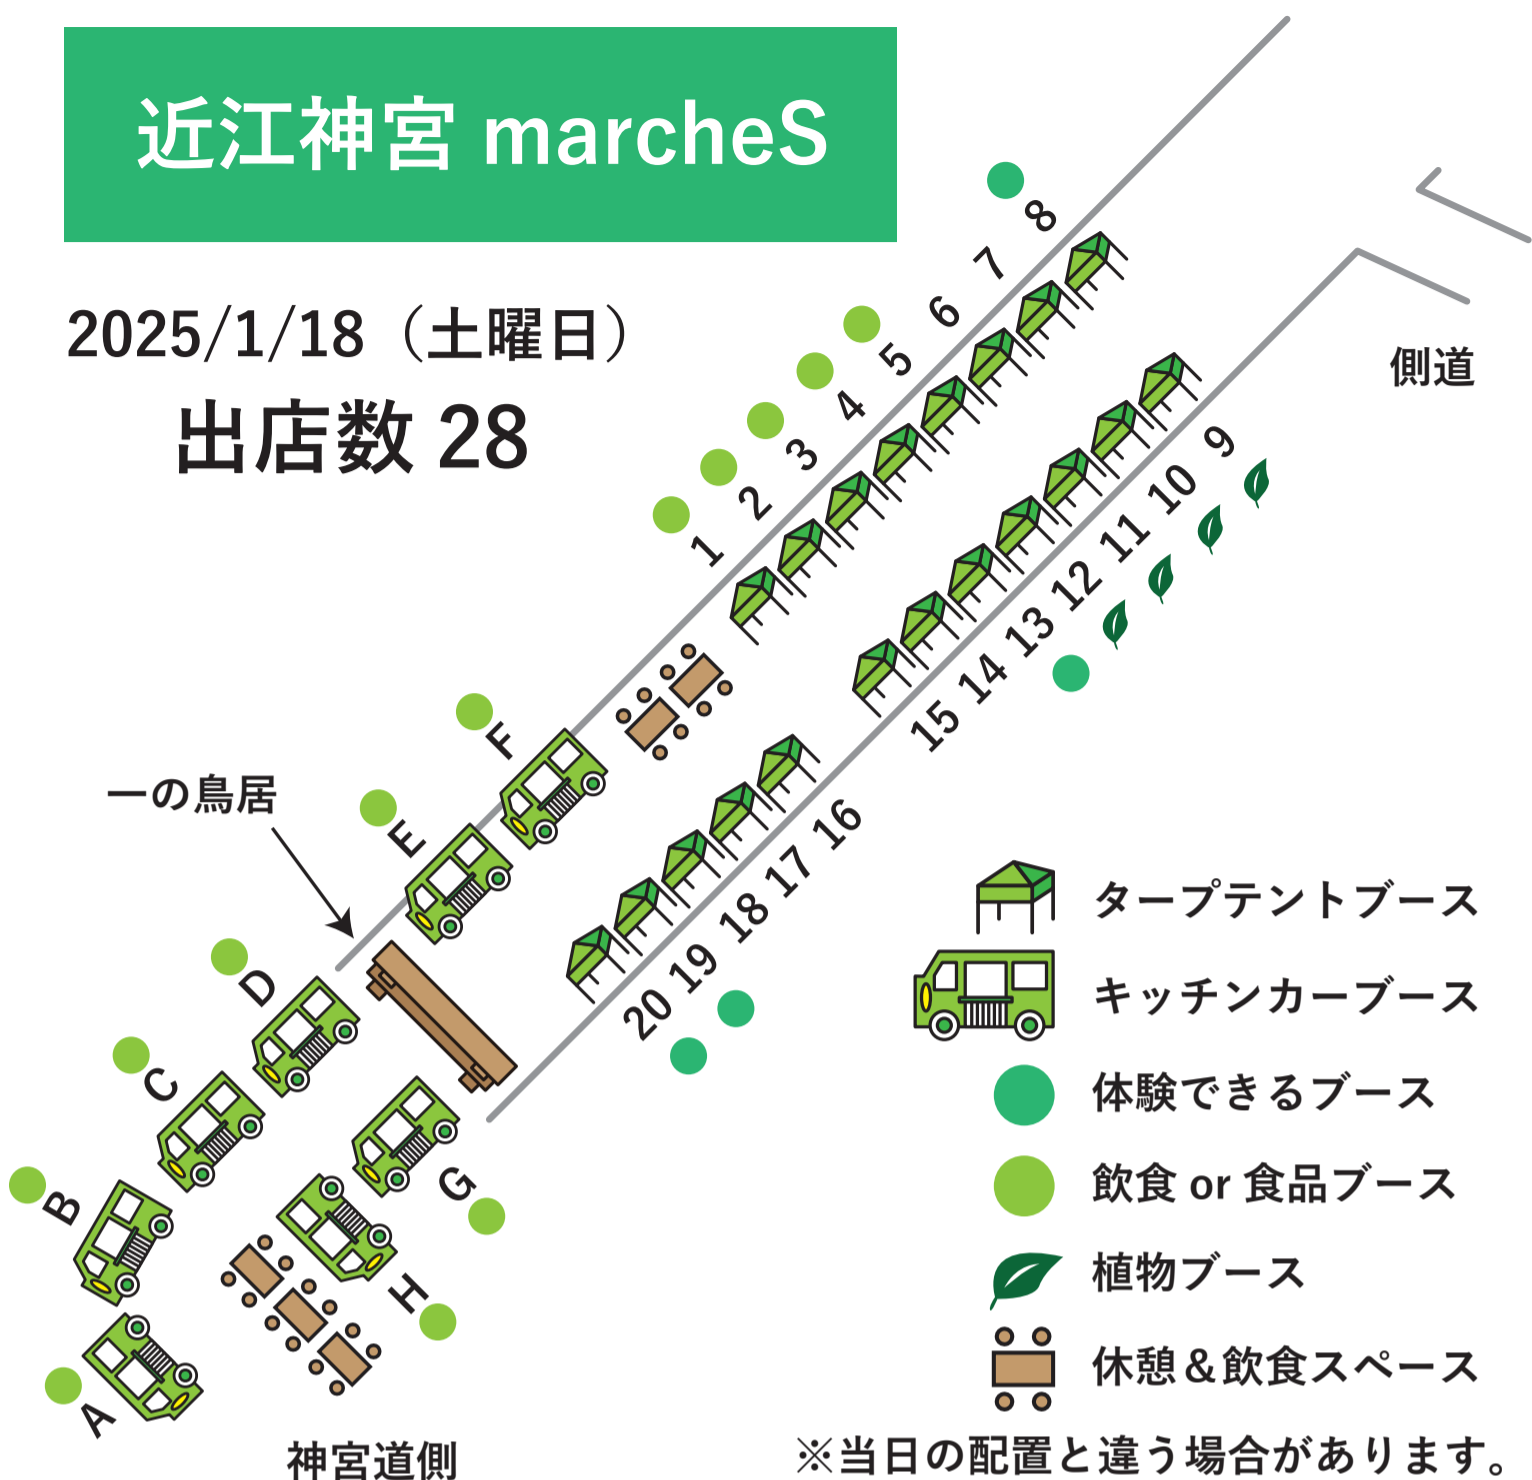 近江神宮 marcheS
2025/1/18（土曜日）
出店数 28
8
7
6
5
4
3
2
1
側道
9
10
11
12
13
14
15
16
17
18
19
20
F
E
一の鳥居
D
C
B
A
G
H
神宮道側
タープテントブース
キッチンカーブース
体験できるブース
飲食 or 食品ブース
植物ブース
休憩＆飲食スペース
※当日の配置と違う場合があります。